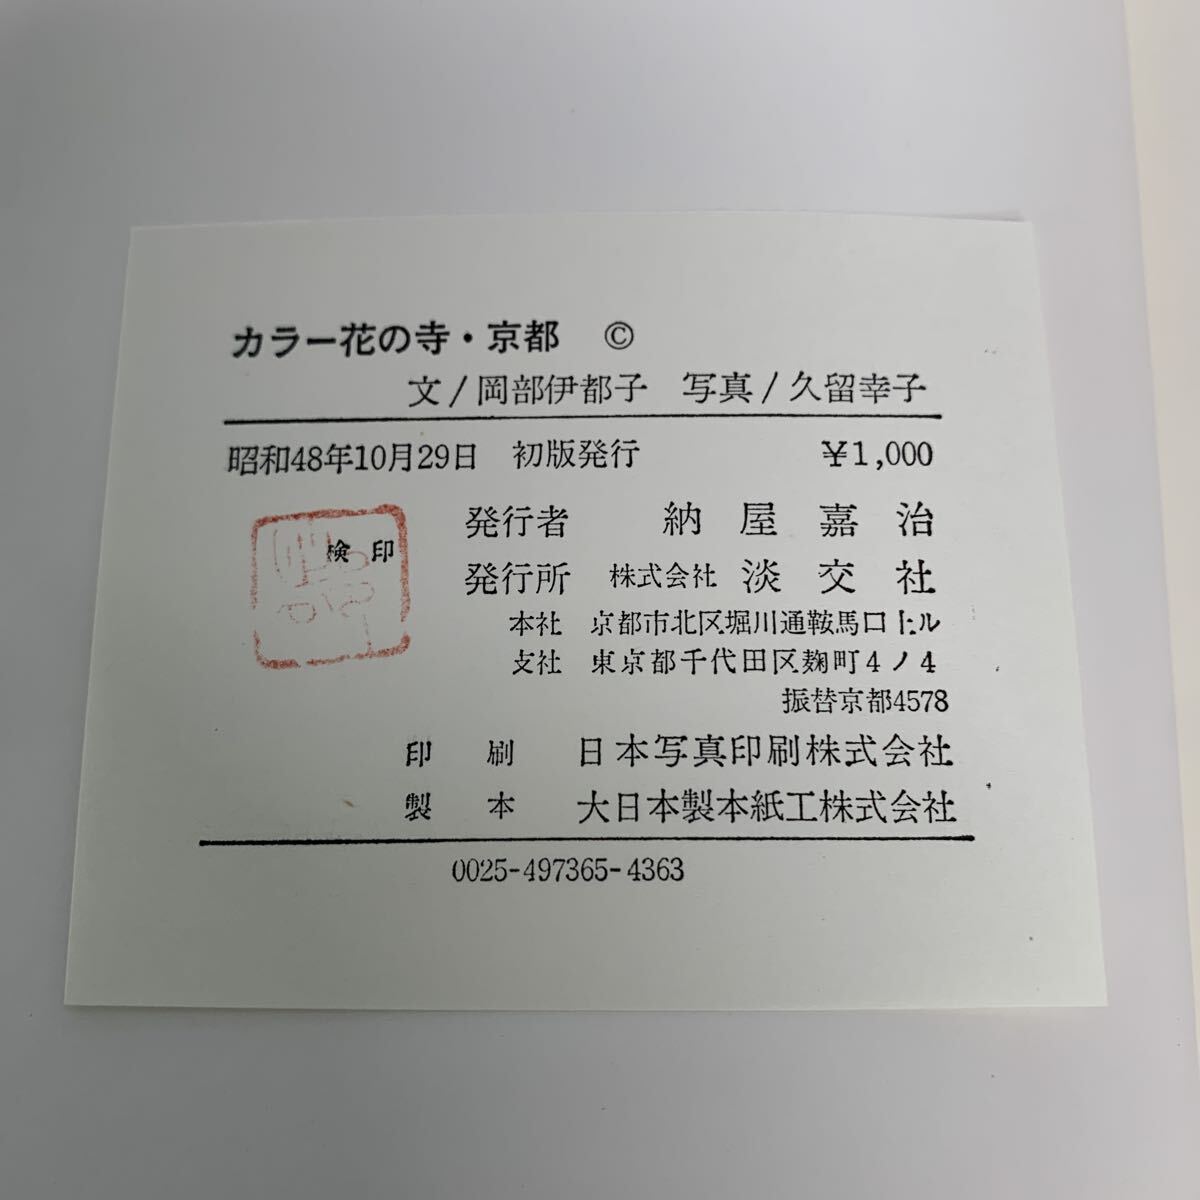 カラー花の寺・京都 ©
文/岡部伊都子 写真/久留幸子
昭和48年10月29日 初版発行 ¥1,000
検印
発行者 納屋嘉治
発行所 株式会社 淡交社
本社 京都市北区堀川通鞍馬口上ル
支社 東京都千代田区麹町4ノ4
振替京都4578
印刷 日本写真印刷株式会社
製本 大日本製本紙工株式会社
0025-497365-4363